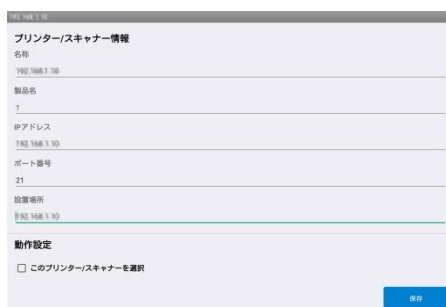 192.168.1.10
プリンター/スキャナー情報
名称
192.168.1.10
製品名
1
IPアドレス
192.168.1.10
ポート番号
21
設置場所
192.168.1.10
動作設定
このプリンター/スキャナーを選択
保存